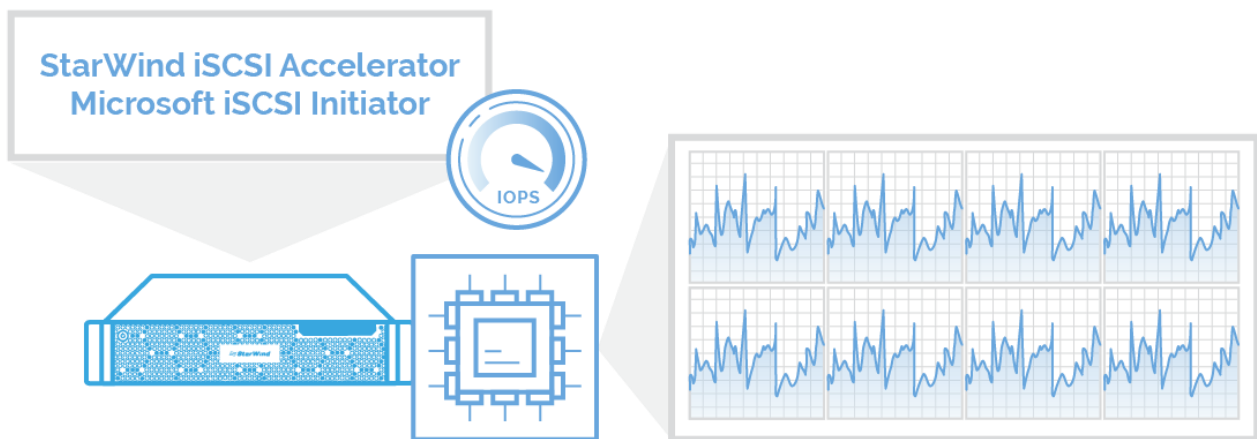 StarWind iSCSI Accelerator
Microsoft iSCSI Initiator
IOPS
StarWind